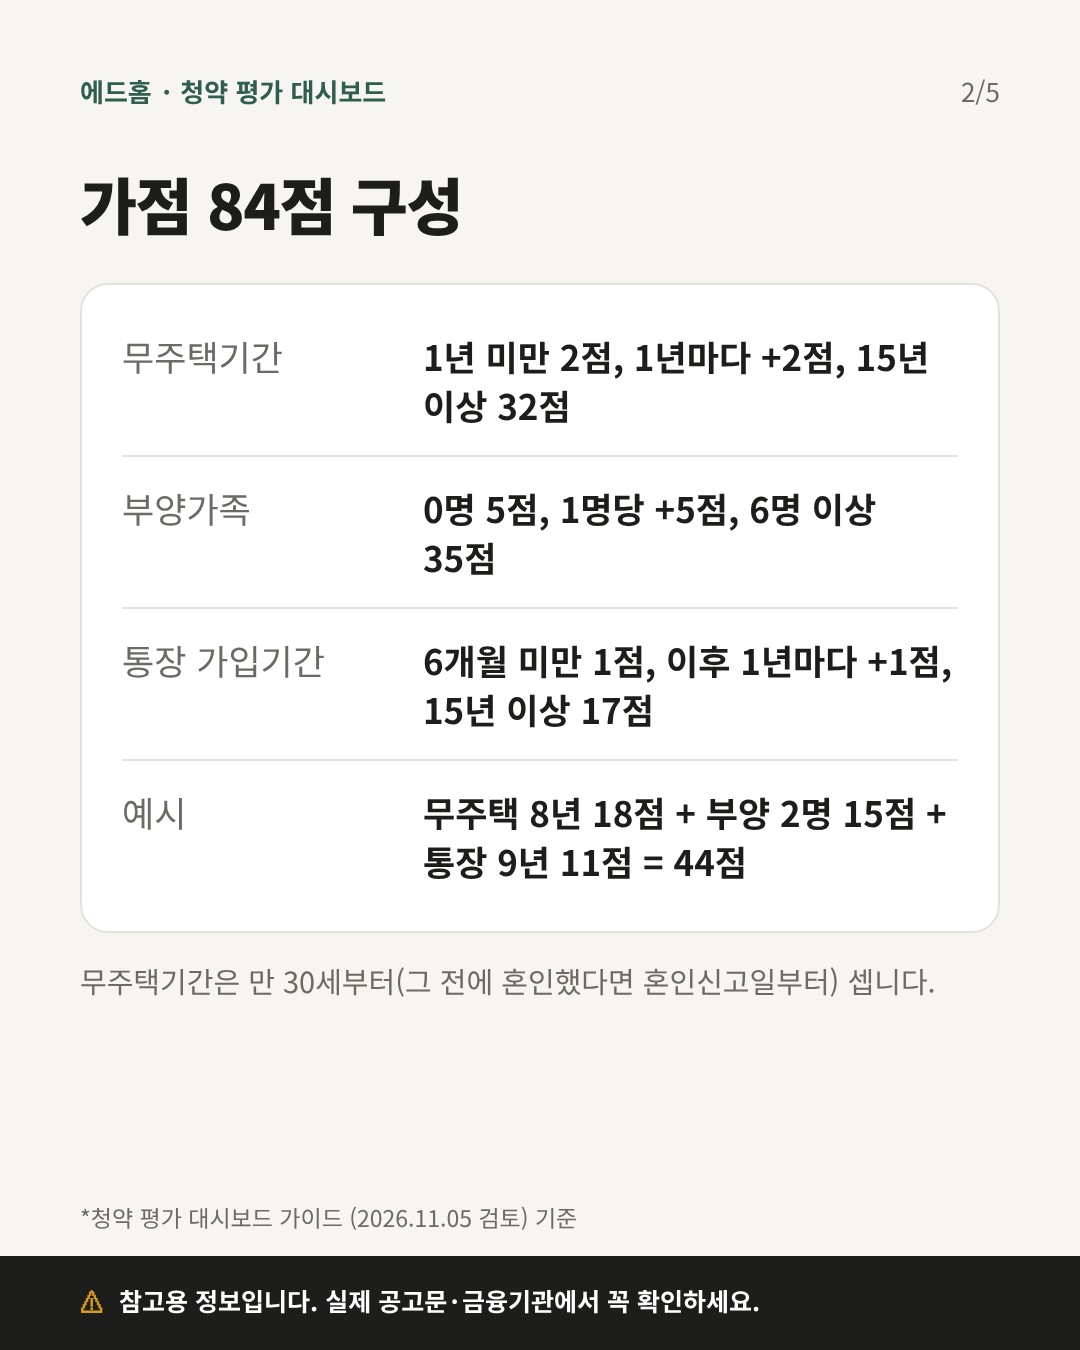 에드홈 · 청약 평가 대시보드
2/5
가점 84점 구성
무주택기간
1년 미만 2점, 1년마다 +2점, 15년
이상 32점
부양가족
0명 5점, 1명당 +5점, 6명 이상
35점
통장 가입기간
6개월 미만 1점, 이후 1년마다 +1점,
15년 이상 17점
예시
무주택 8년 18점 + 부양 2명 15점 +
통장 9년 11점 = 44점
무주택기간은 만 30세부터(그 전에 혼인했다면 혼인신고일부터) 셉니다.
*청약 평가 대시보드 가이드 (2026.11.05 검토) 기준
⚠ 참고용 정보입니다. 실제 공고문·금융기관에서 꼭 확인하세요.